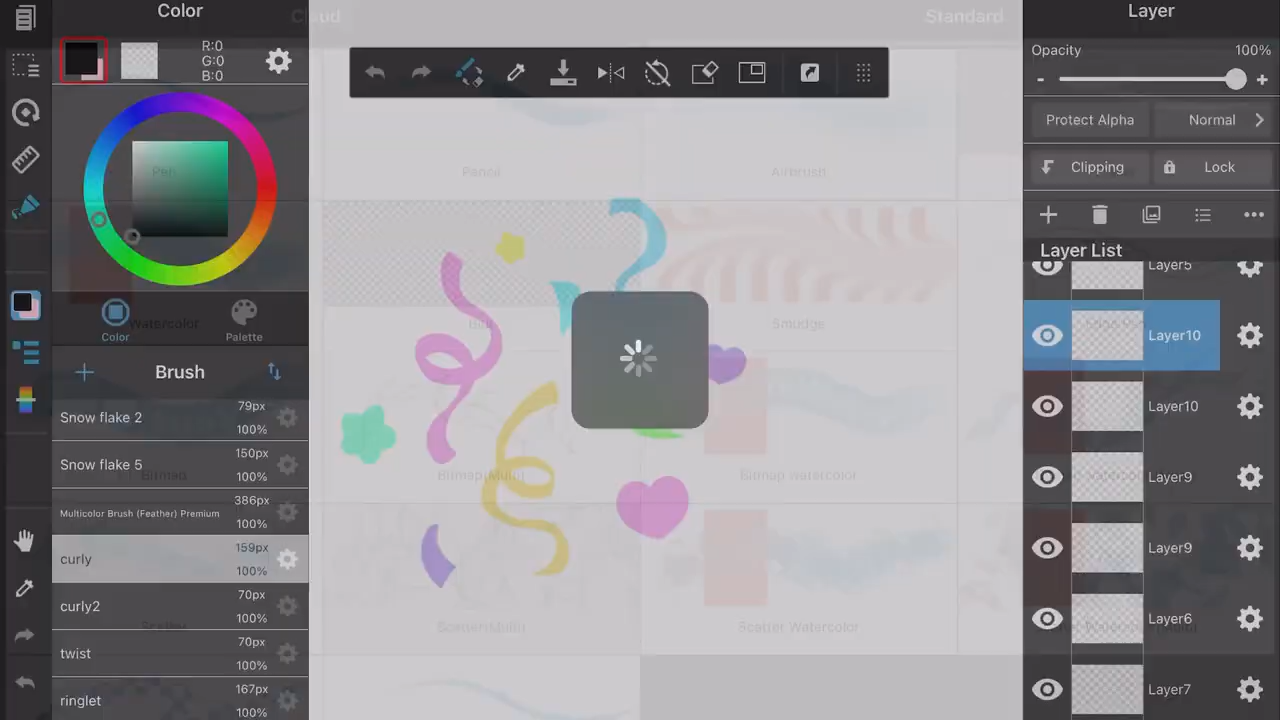 Color
Cloud
Standard
Layer
R:0
G:0
B:0
Opacity
100%
- +
Protect Alpha
Normal
Clipping
Lock
Layer List
Layer5
Layer10
Layer10
Layer9
Layer9
Layer6
Layer7
Color
Palette
Brush
Snow flake 2
79px
100%
Snow flake 5
150px
100%
Multicolor Brush (Feather) Premium
386px
100%
curly
159px
100%
curly2
70px
100%
twist
70px
100%
ringlet
167px
100%
Pen
Pencil
Airbrush
Watercolor
Blur
Smudge
Bitmap
Bitmap(Multi)
Bitmap watercolor
Scatter
Scatter(Multi)
Scatter Watercolor